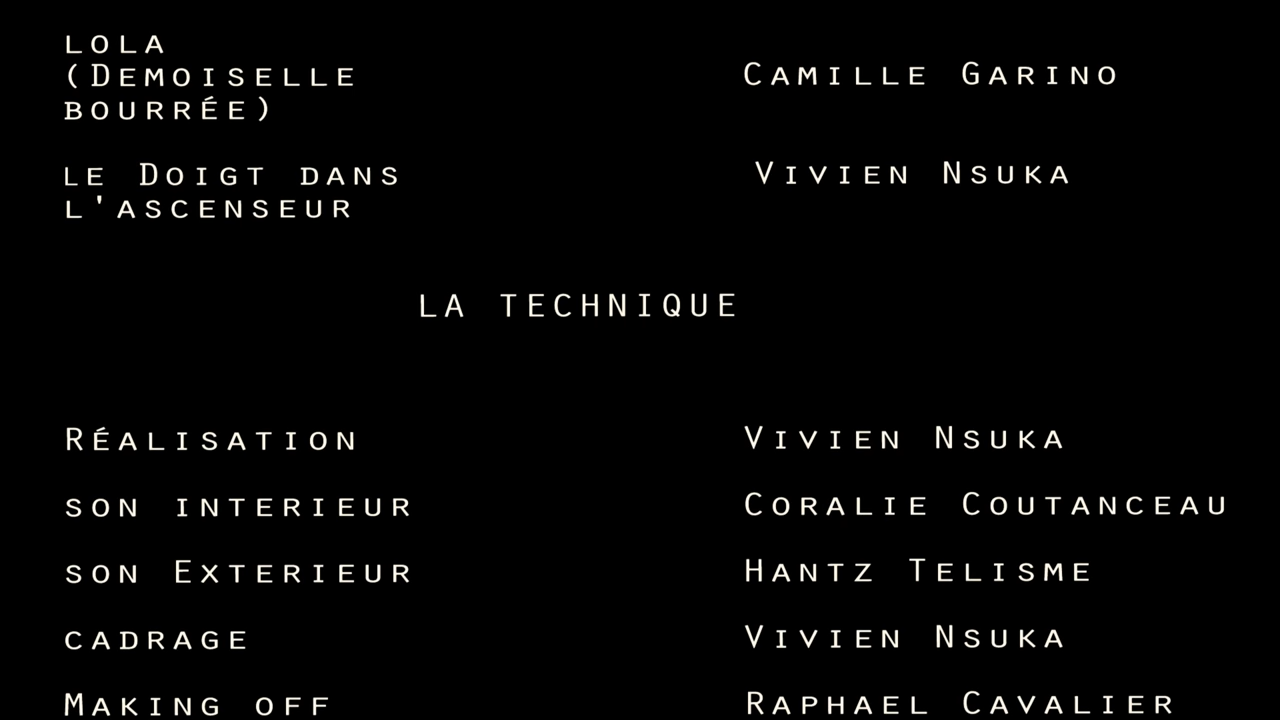 LOLA
(DEMOISELLE
BOURRÉE)
CAMILLE GARINO
LE DOIGT DANS
L'ASCENSEUR
VIVIEN NSUKA
LA TECHNIQUE
RÉALISATION
VIVIEN NSUKA
SON INTERIEUR
CORALIE COUTANCEAU
SON EXTERIEUR
HANTZ TELISME
CADRAGE
VIVIEN NSUKA
MAKING OFF
RAPHAEL CAVALIER